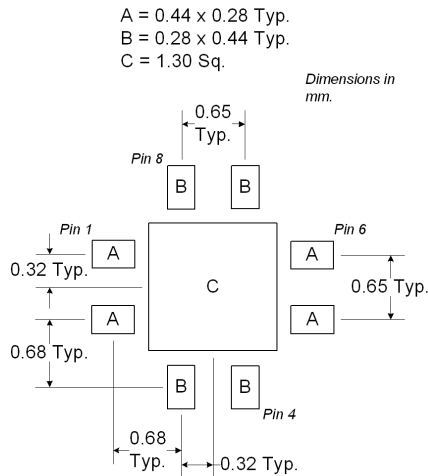 A = 0.44 x 0.28 Typ.
B = 0.28 x 0.44 Typ.
C = 1.30 Sq.
Dimensions in
mm.
0.65
Typ.
Pin 8
B
B
Pin 1
Pin 6
A
A
0.32 Typ.
C
0.65 Typ.
A
A
0.68 Typ.
B
B
Pin 4
0.68
Typ.
0.32 Typ.